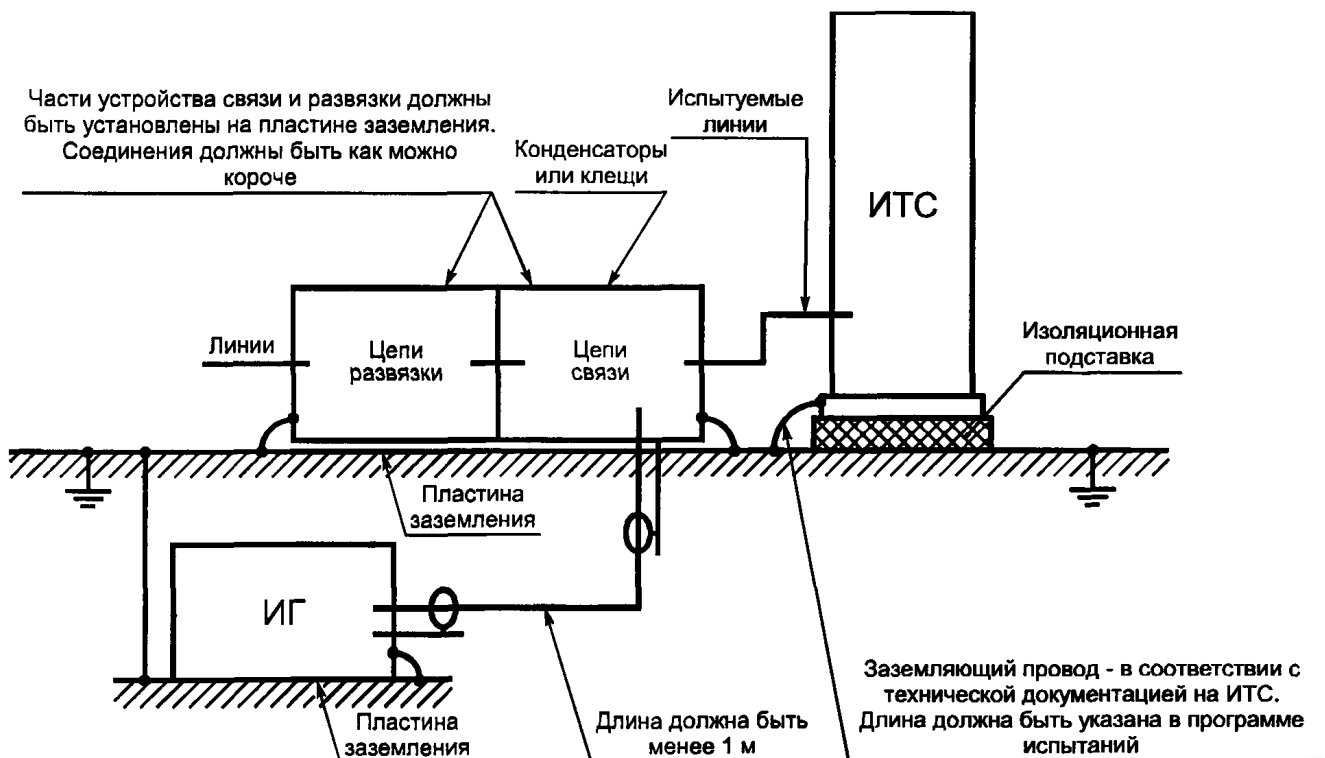 Части устройства связи и развязки должны
быть установлены на пластине заземления.
Соединения должны быть как можно
короче
Конденсаторы
или клещи
Испытуемые
линии
ИТС
Линии
Цепи
развязки
Цепи
связи
Изоляционная
подставка
Пластина
заземления
ИГ
Пластина
заземления
Длина должна быть
менее 1 м
Заземляющий провод - в соответствии с
технической документацией на ИТС.
Длина должна быть указана в программе
испытаний